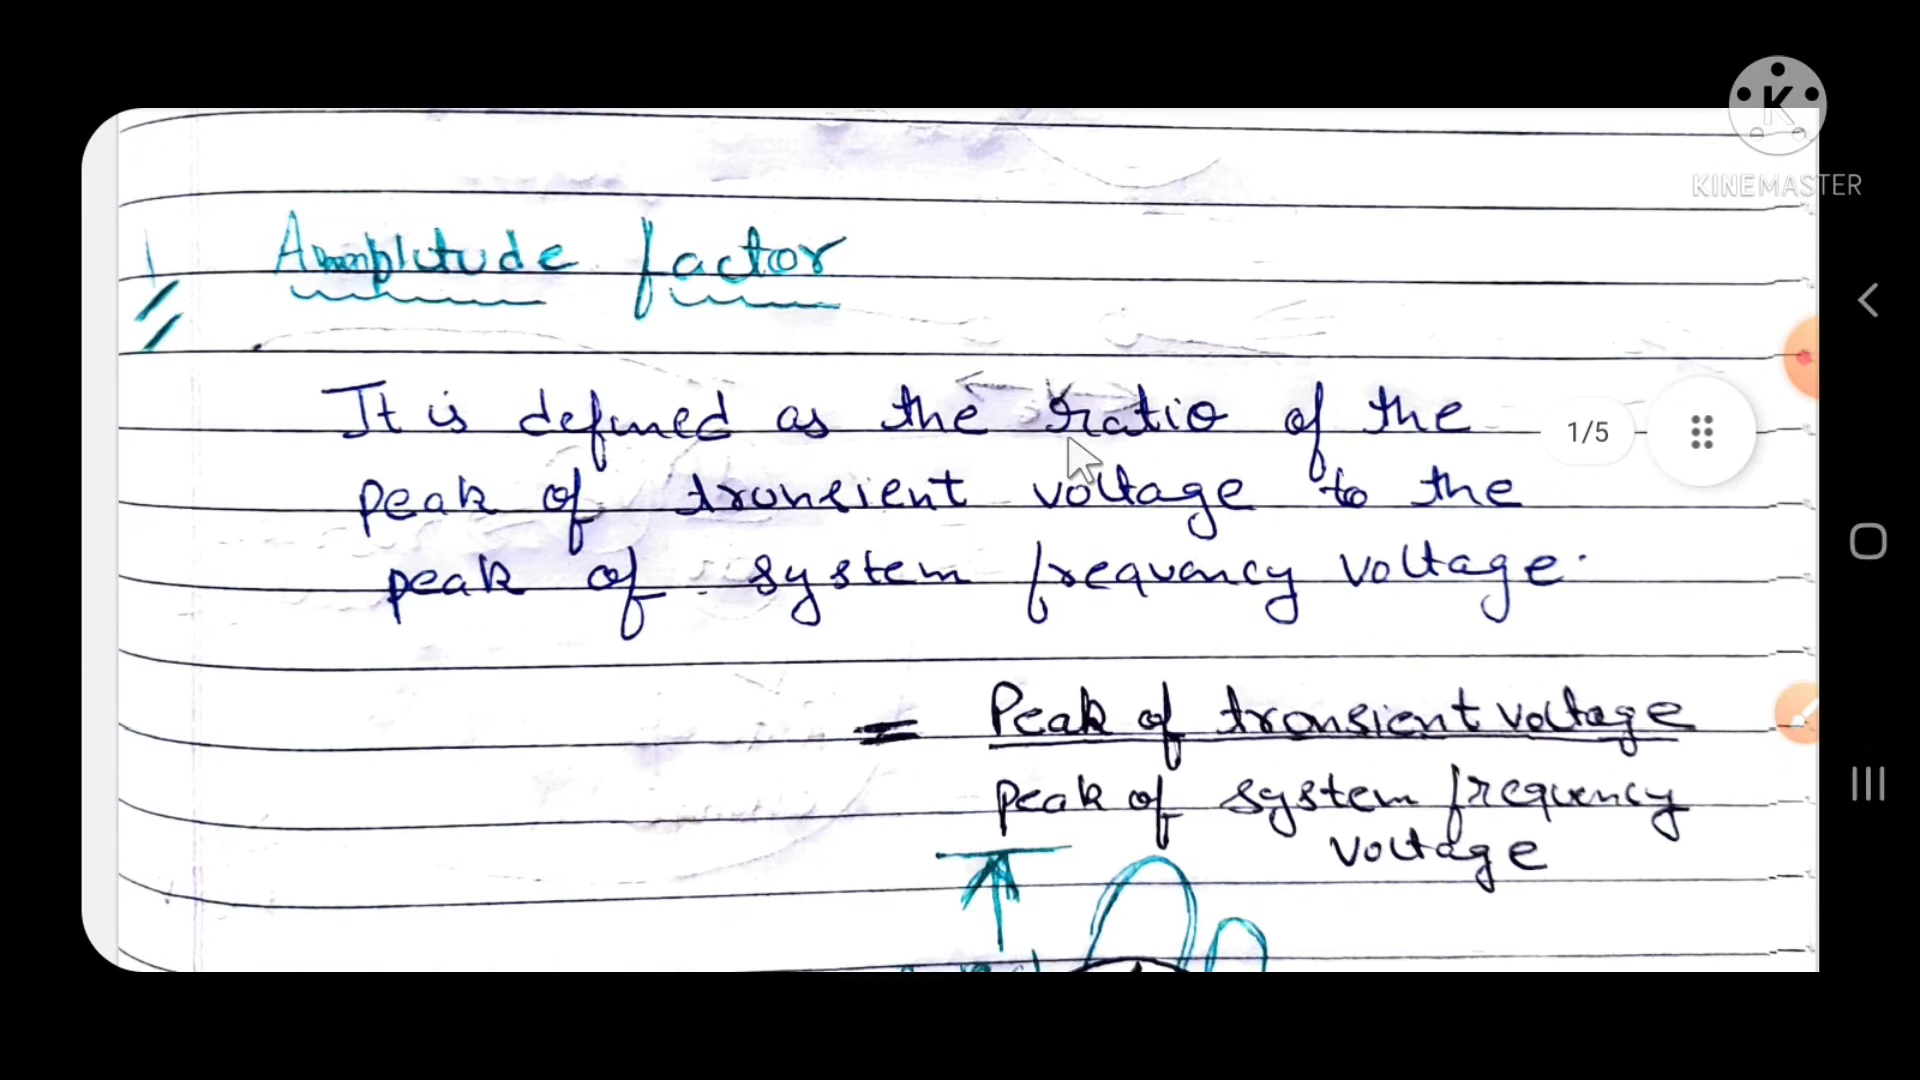 KINEMASTER
Amplitude factor
It is defined as the ratio of the
1/5
peak of transient voltage to the
peak of system frequency voltage.
= Peak of transient voltage
peak of system frequency
voltage